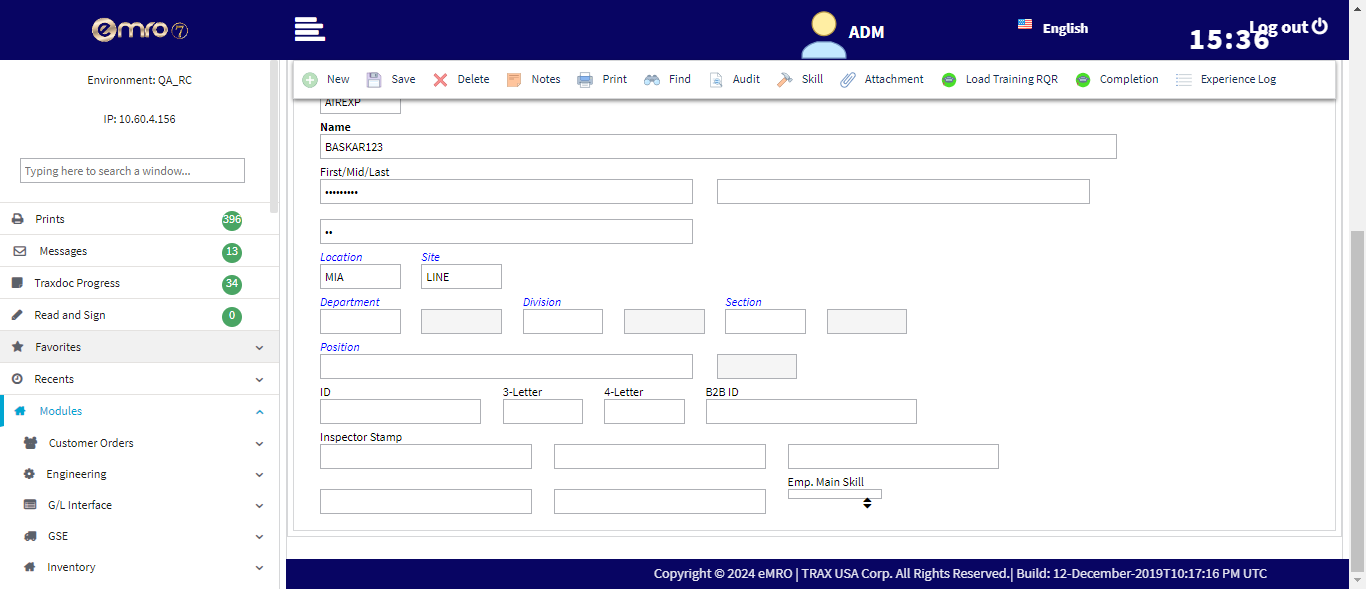 emro 7
ADM
English
Log out
15:36
Environment: QA_RC
IP: 10.60.4.156
Typing here to search a window...
Prints 396
Messages 13
Traxdoc Progress 34
Read and Sign 0
Favorites
Recents
Modules
Customer Orders
Engineering
G/L Interface
GSE
Inventory
New Save Delete Notes Print Find Audit Skill Attachment Load Training RQR Completion Experience Log
AIREXP
Name
BASKAR123
First/Mid/Last
•••••••••
••
Location Site
MIA LINE
Department Division Section
Position
ID 3-Letter 4-Letter B2B ID
Inspector Stamp
Emp. Main Skill
Copyright © 2024 eMRO | TRAX USA Corp. All Rights Reserved.| Build: 12-December-2019T10:17:16 PM UTC